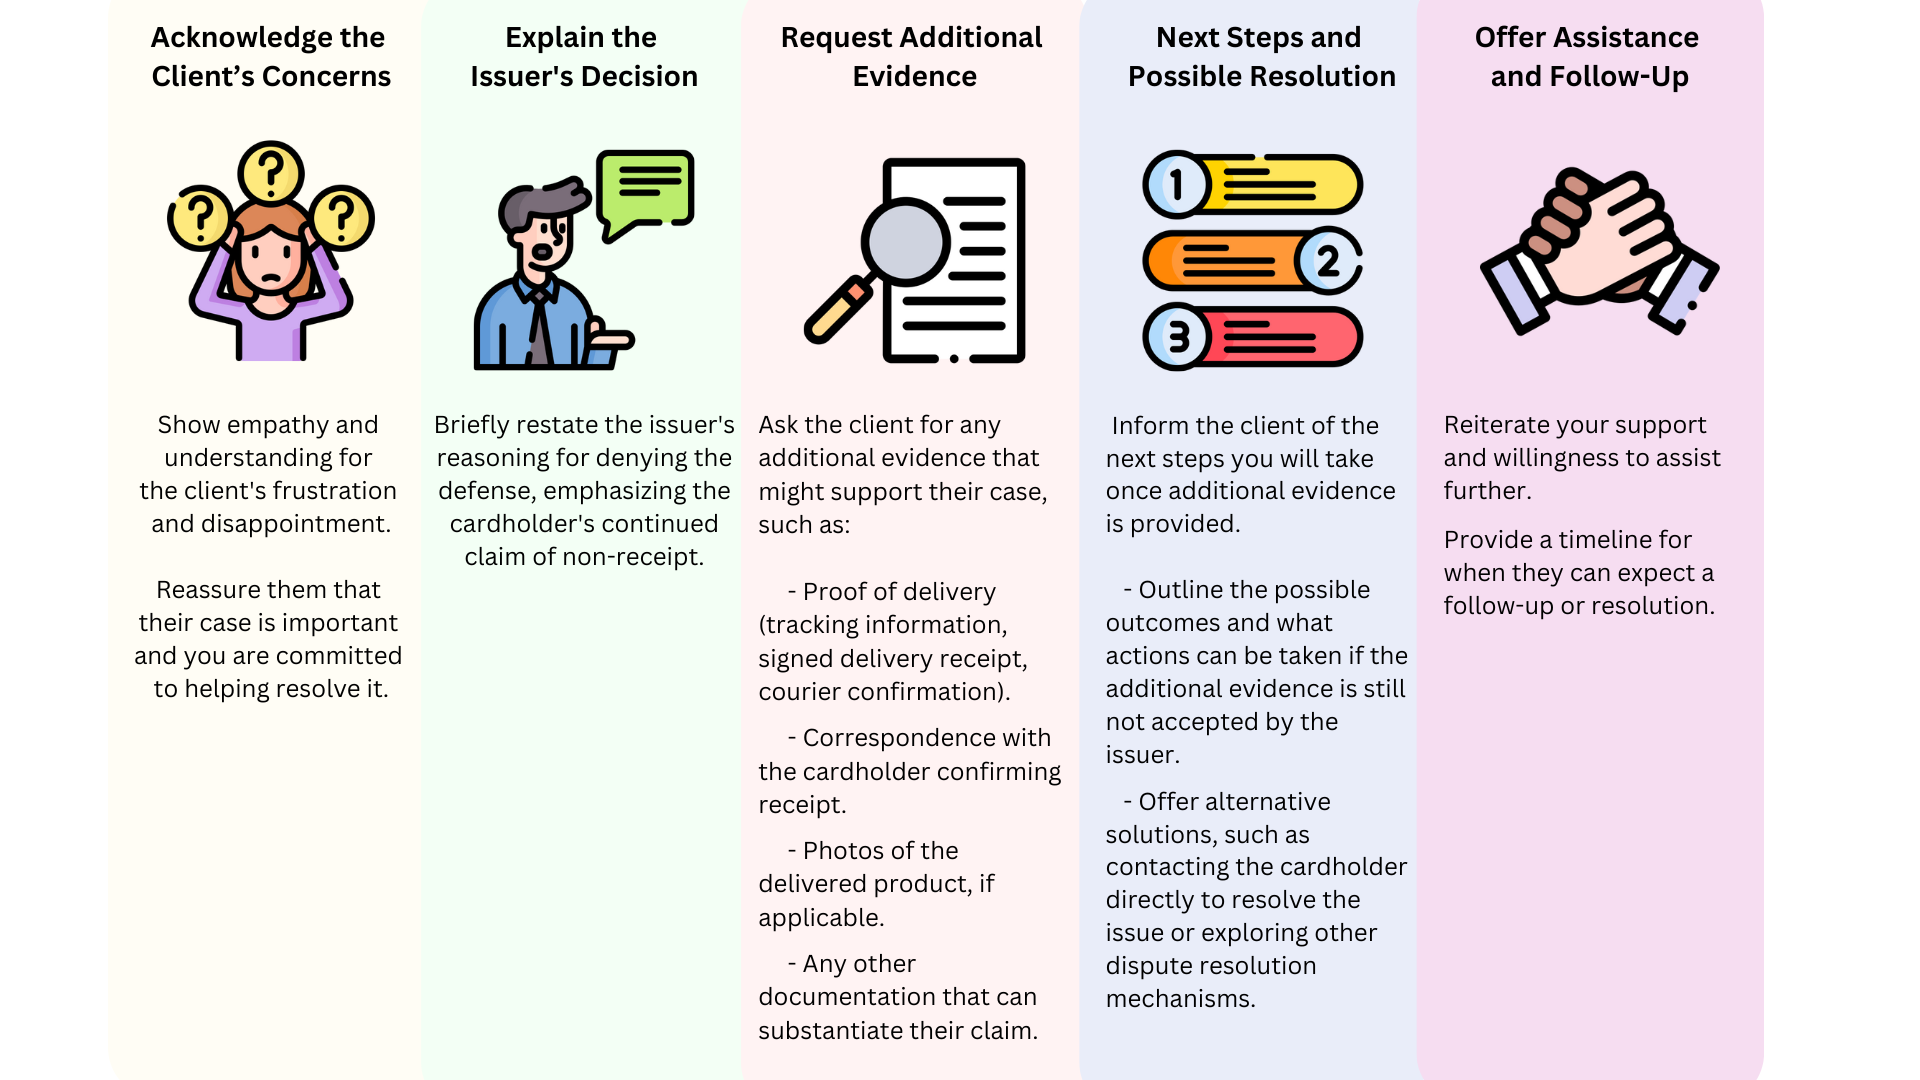 Acknowledge the
Client’s Concerns
?
?
?
Show empathy and
understanding for
the client's frustration
and disappointment.
Reassure them that
their case is important
and you are committed
to helping resolve it.
Explain the
Issuer's Decision
Briefly restate the issuer's
reasoning for denying the
defense, emphasizing the
cardholder's continued
claim of non-receipt.
Request Additional
Evidence
Ask the client for any
additional evidence that
might support their case,
such as:
- Proof of delivery
(tracking information,
signed delivery receipt,
courier confirmation).
- Correspondence with
the cardholder confirming
receipt.
- Photos of the
delivered product, if
applicable.
- Any other
documentation that can
substantiate their claim.
Next Steps and
Possible Resolution
1
2
3
Inform the client of the
next steps you will take
once additional evidence
is provided.
- Outline the possible
outcomes and what
actions can be taken if the
additional evidence is still
not accepted by the
issuer.
- Offer alternative
solutions, such as
contacting the cardholder
directly to resolve the
issue or exploring other
dispute resolution
mechanisms.
Offer Assistance
and Follow-Up
Reiterate your support
and willingness to assist
further.
Provide a timeline for
when they can expect a
follow-up or resolution.